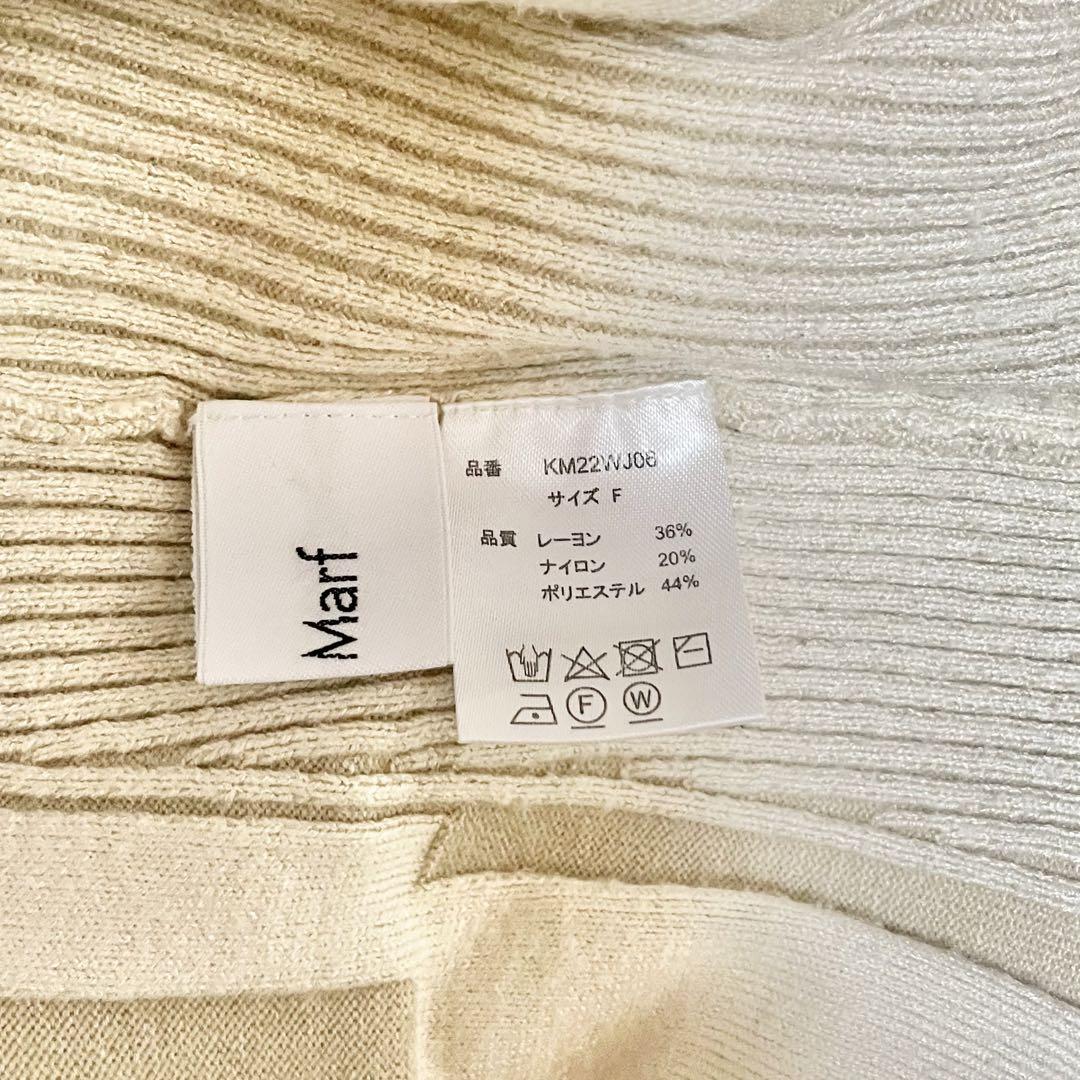 Marf
品番 KM22WJ06
サイズ F
品質 レーヨン 36%
ナイロン 20%
ポリエステル 44%
F W